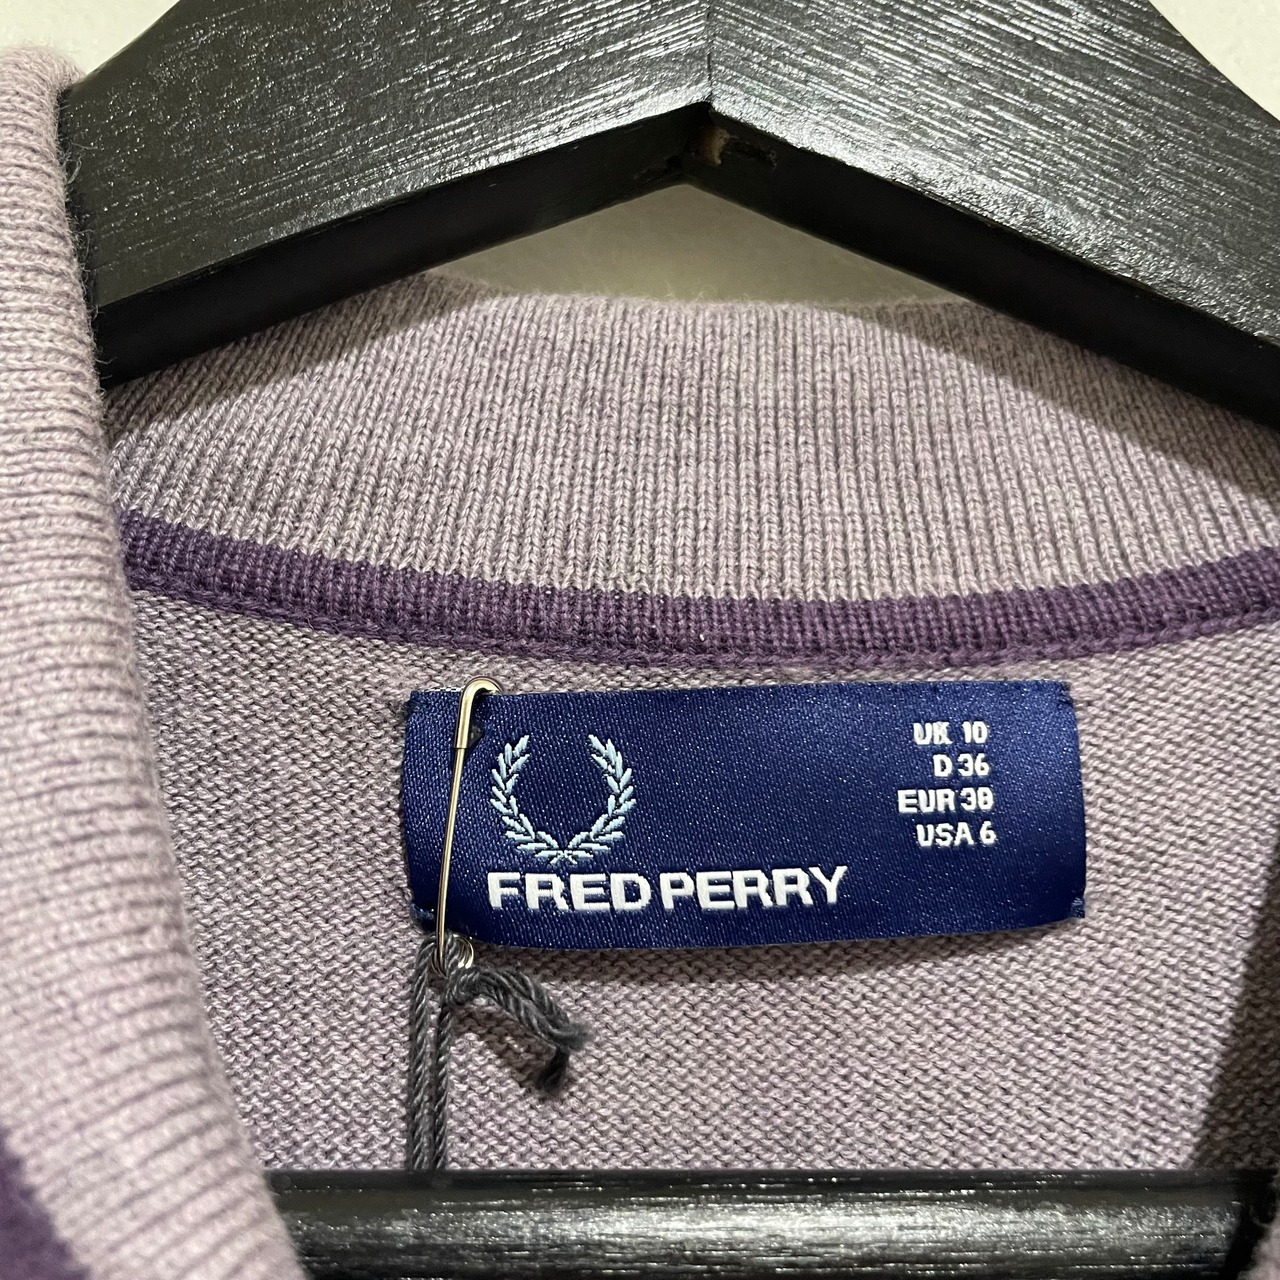 UK 10
D 36
EUR 38
USA 6
FRED PERRY